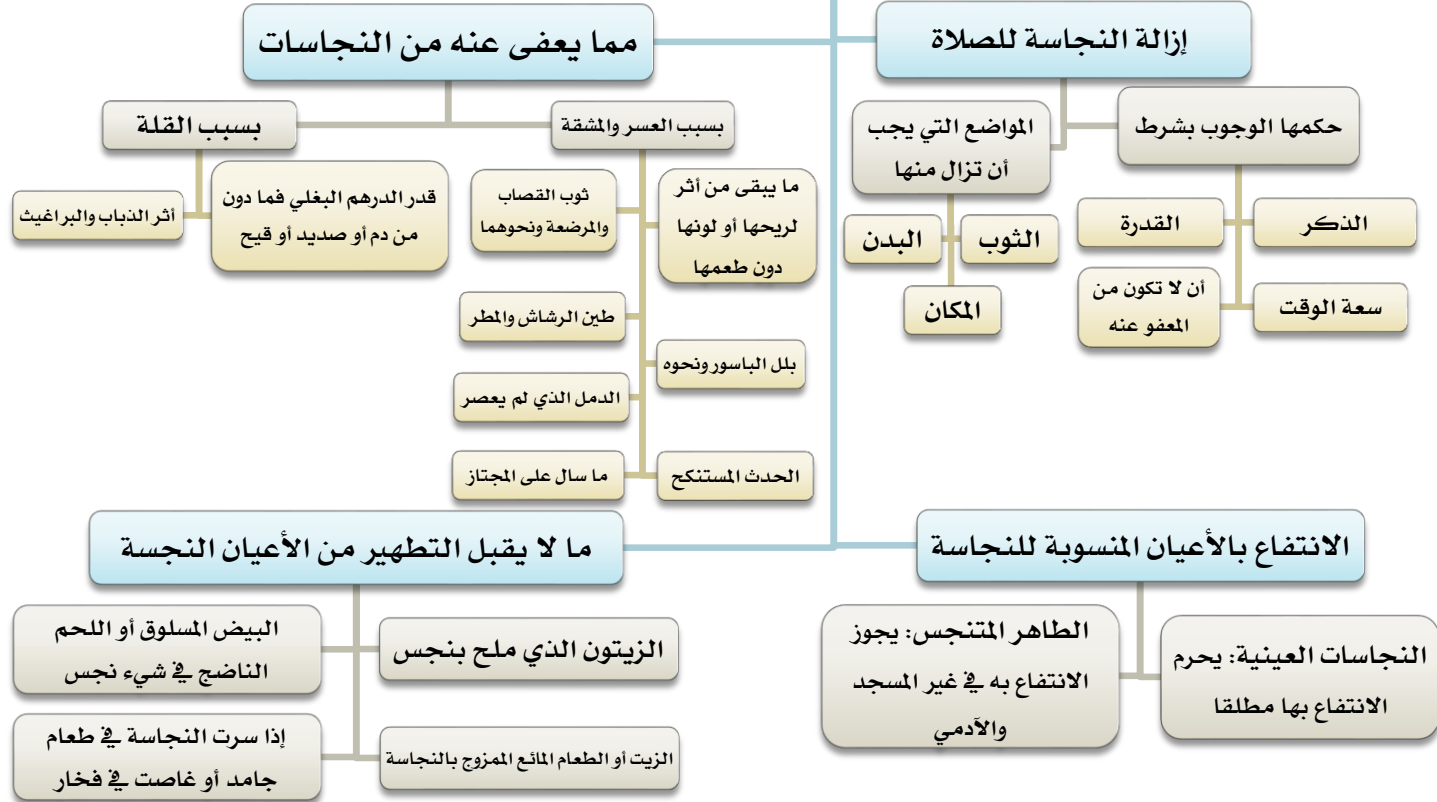 إزالة النجاسة للصلاة
حكمها الوجوب بشرط
الذكر
القدرة
سعة الوقت
أن لا تكون من
المعفو عنه
المواضع التي يجب
أن تزال منها
الثوب
البدن
المكان
مما يعفى عنه من النجاسات
بسبب العسر والمشقة
ما يبقى من أثر
لريحها أو لونها
دون طعمها
ثوب القصاب
والمرضعة ونحوهما
طين الرشاش والمطر
بلل الباسور ونحوه
الدمل الذي لم يعصر
الحدث المستنكح
ما سال على المجتاز
بسبب القلة
قدر الدرهم البغلي فما دون
من دم أو صديد أو قيح
أثر الذباب والبراغيث
الانتفاع بالأعيان المنسوبة للنجاسة
النجاسات العينية: يحرم
الانتفاع بها مطلقا
الطاهر المتنجس: يجوز
الانتفاع به في غير المسجد
والآدمي
ما لا يقبل التطهير من الأعيان النجسة
الزيتون الذي ملح بنجس
البيض المسلوق أو اللحم
الناضج في شيء نجس
الزيت أو الطعام المائع الممزوج بالنجاسة
إذا سرت النجاسة في طعام
جامد أو غاصت في فخار